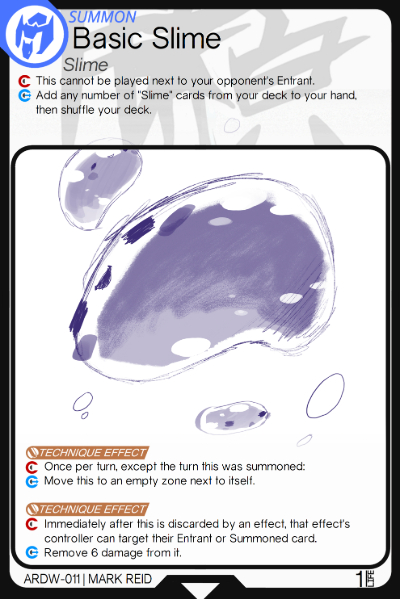 SUMMON
Basic Slime
Slime
This cannot be played next to your opponent's Entrant.
Add any number of "Slime" cards from your deck to your hand,
then shuffle your deck.
TECHNIQUE EFFECT
Once per turn, except the turn this was summoned:
Move this to an empty zone next to itself.
TECHNIQUE EFFECT
Immediately after this is discarded by an effect, that effect's
controller can target their Entrant or Summoned card.
Remove 6 damage from it.
ARDW-011 | MARK REID
1 LIFE